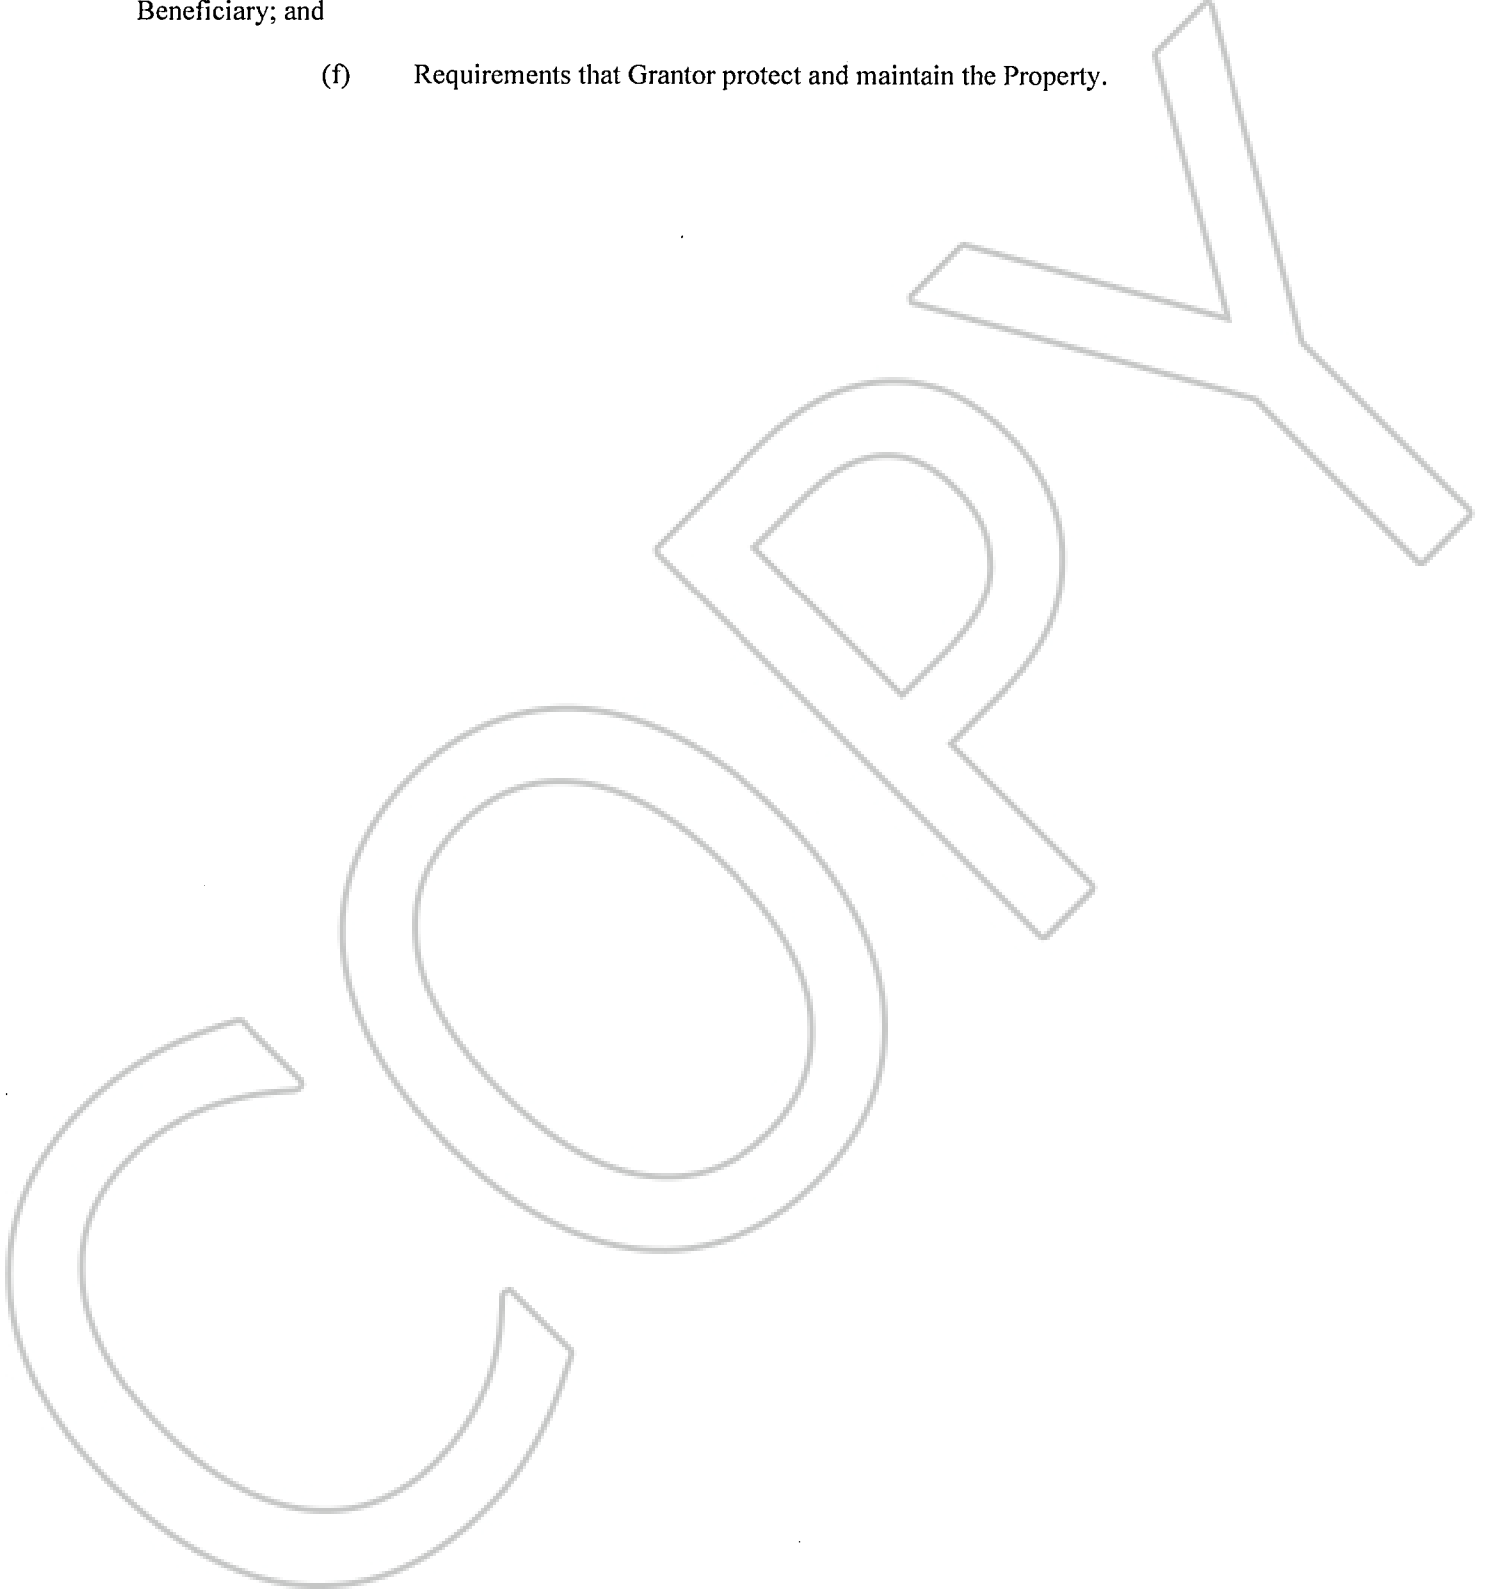 Beneficiary; and
(f) Requirements that Grantor protect and maintain the Property.
COPY